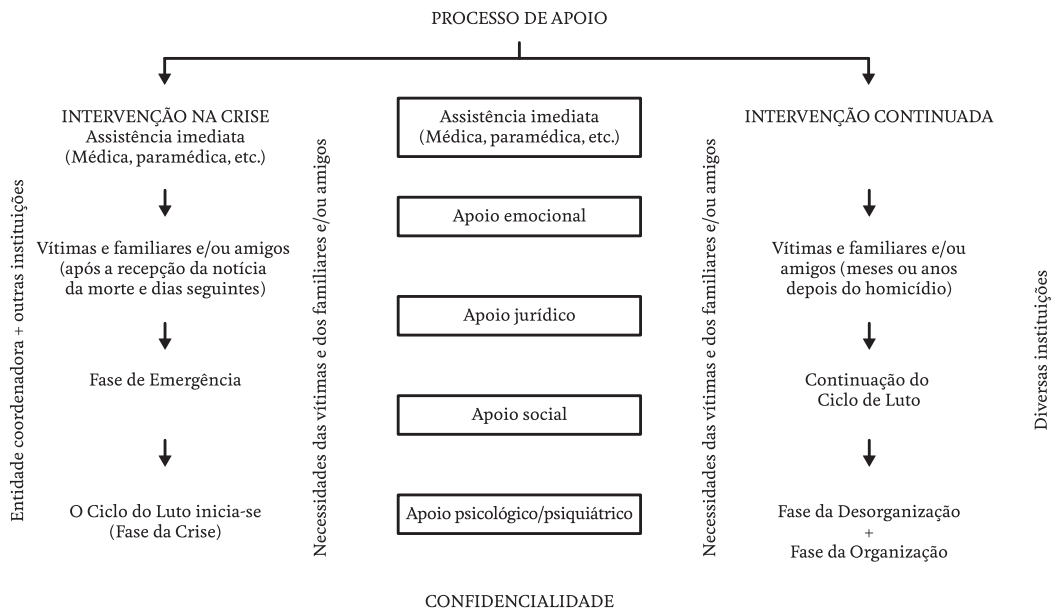 PROCESSO DE APOIO
INTERVENÇÃO NA CRISE
Assistência imediata
(Médica, paramédica, etc.)
Vítimas e familiares e/ou amigos
(após a recepção da notícia
da morte e dias seguintes)
Fase de Emergência
O Ciclo do Luto inicia-se
(Fase da Crise)
Entidade coordenadora + outras instituições
Necessidades das vítimas e dos familiares e/ou amigos
Assistência imediata
(Médica, paramédica, etc.)
Apoio emocional
Apoio jurídico
Apoio social
Apoio psicológico/psiquiátrico
Necessidades das vítimas e dos familiares e/ou amigos
INTERVENÇÃO CONTINUADA
Vítimas e familiares e/ou
amigos (meses ou anos
depois do homicídio)
Continuação do
Ciclo de Luto
Fase da Desorganização
+
Fase da Organização
Diversas instituições
CONFIDENCIALIDADE